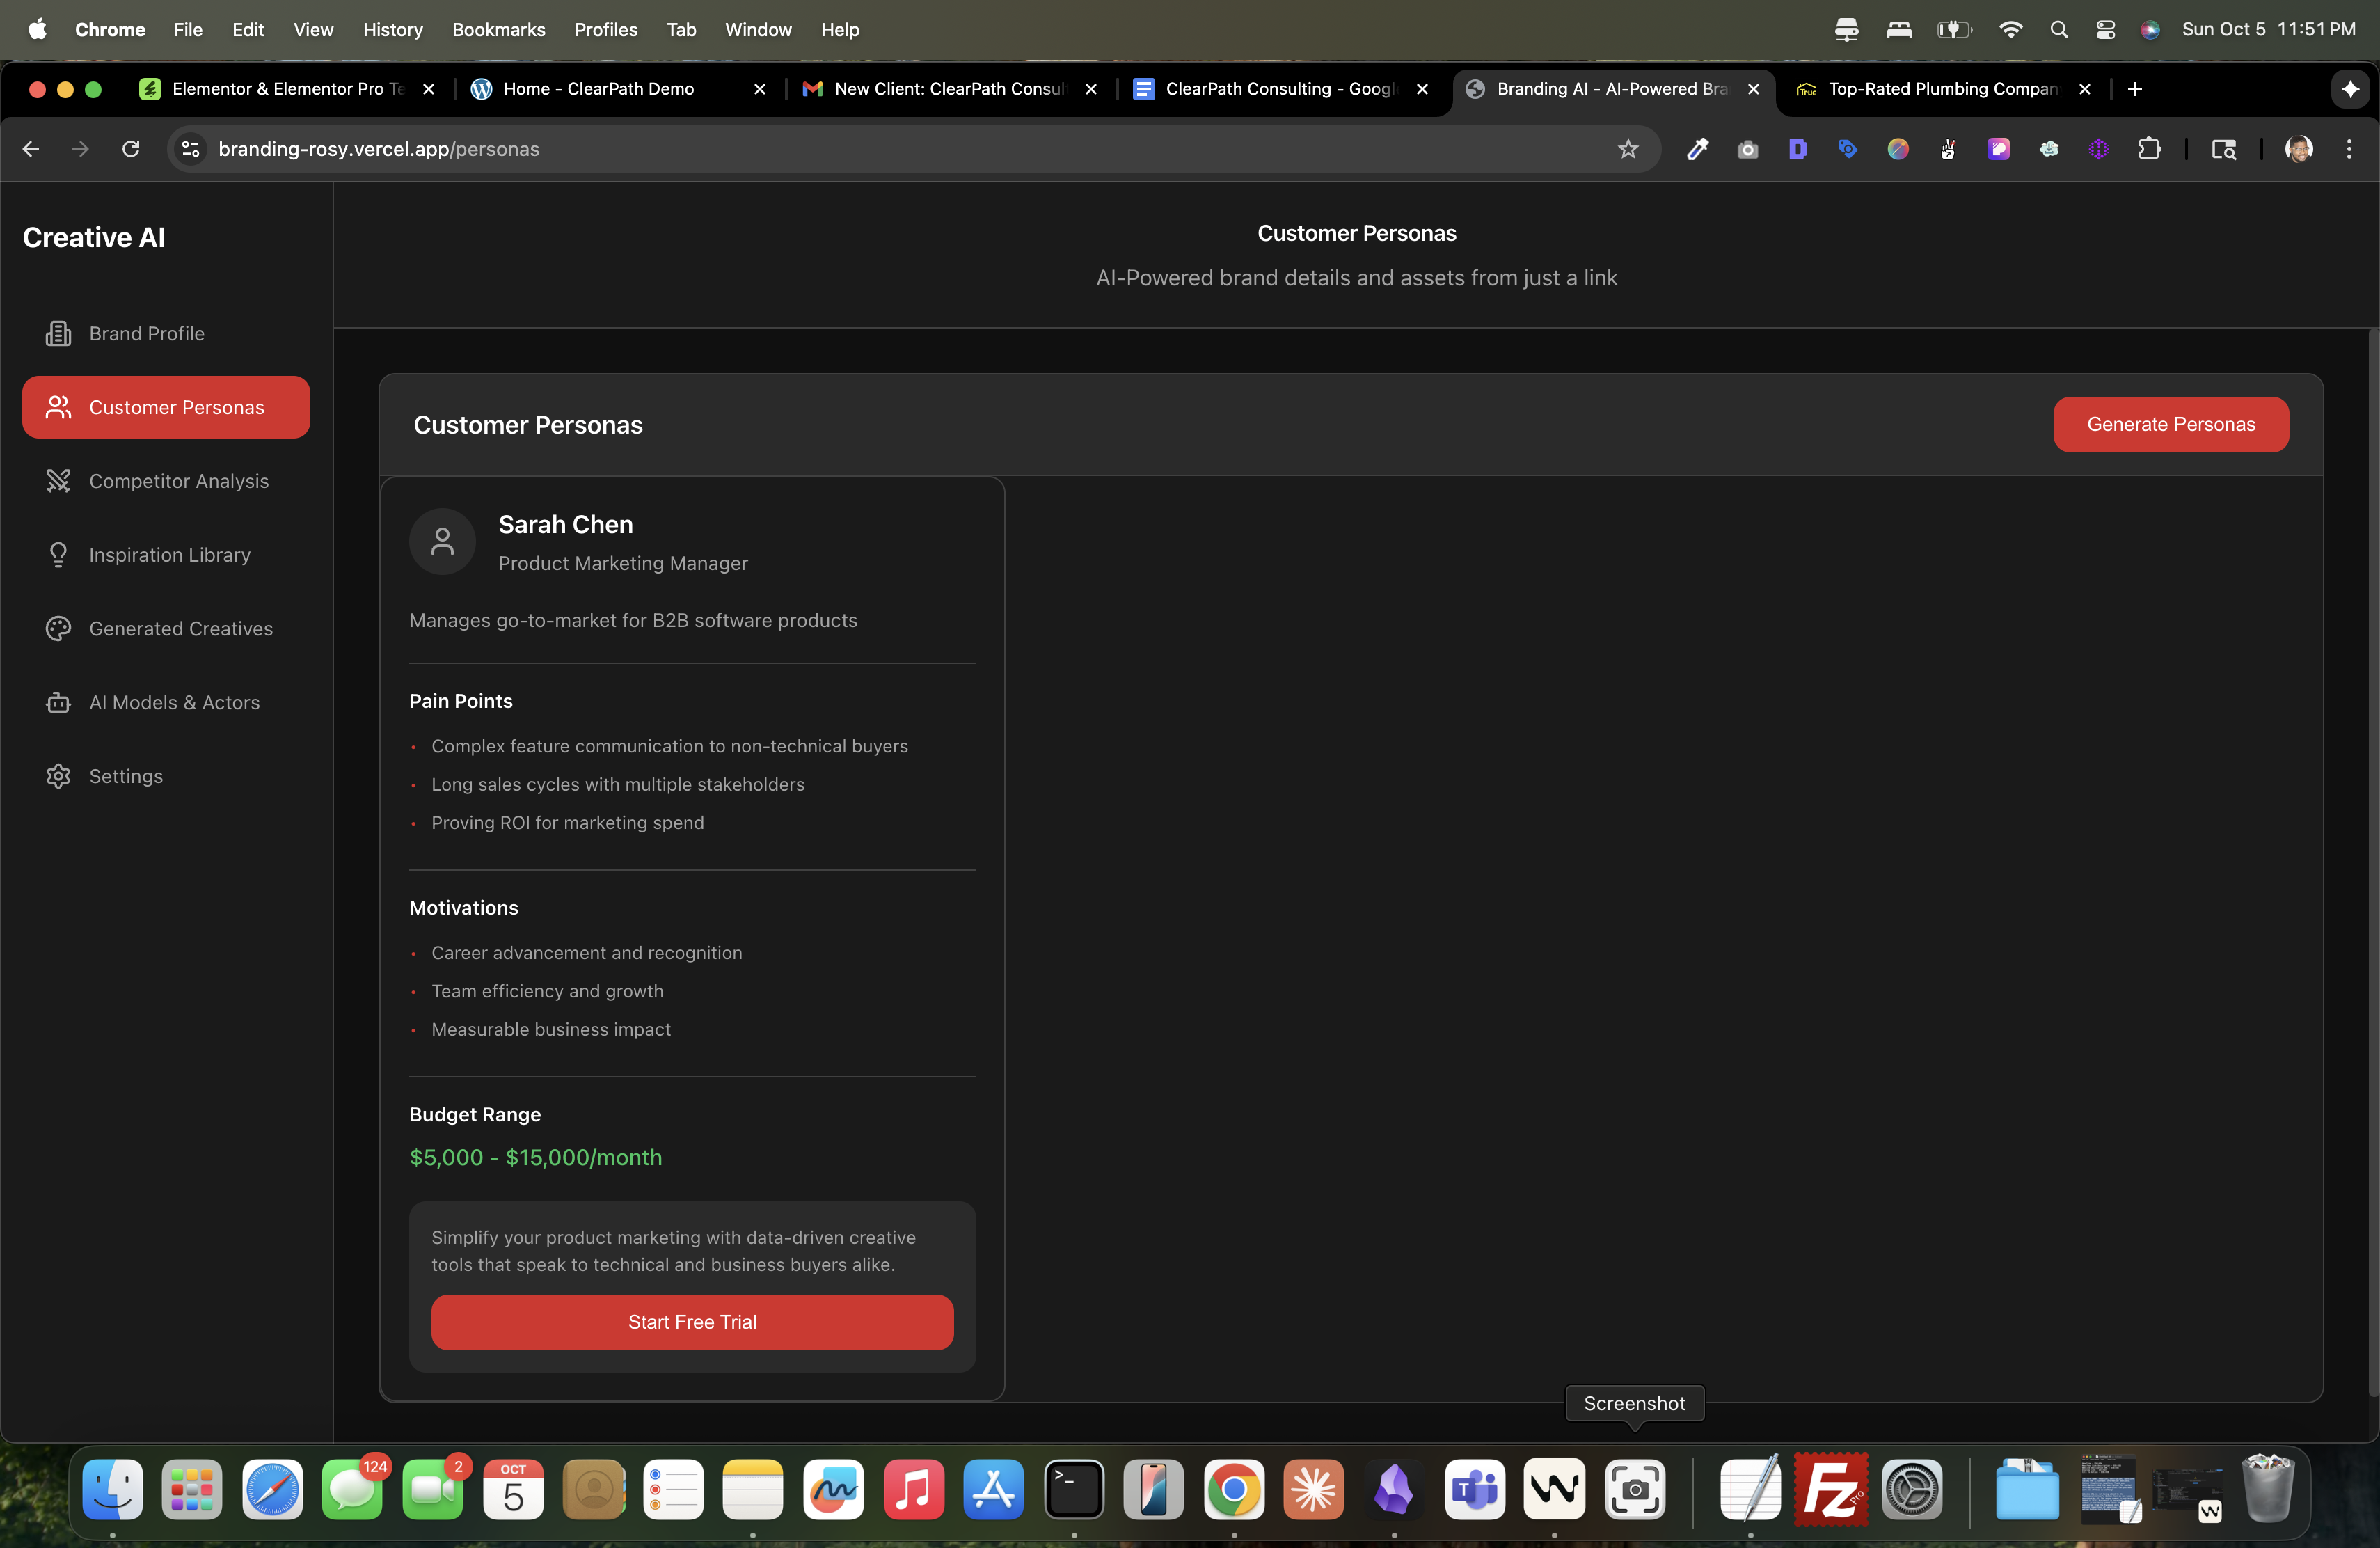 Chrome File Edit View History Bookmarks Profiles Tab Window Help Sun Oct 5 11:51 PM
Elementor & Elementor Pro Te Home - ClearPath Demo New Client: ClearPath Consul ClearPath Consulting - Googl Branding AI - AI-Powered Bra True Top-Rated Plumbing Compan
branding-rosy.vercel.app/personas
Creative AI
Brand Profile
Customer Personas
Competitor Analysis
Inspiration Library
Generated Creatives
AI Models & Actors
Settings
Customer Personas
AI-Powered brand details and assets from just a link
Customer Personas
Generate Personas
Sarah Chen
Product Marketing Manager
Manages go-to-market for B2B software products
Pain Points
• Complex feature communication to non-technical buyers
• Long sales cycles with multiple stakeholders
• Proving ROI for marketing spend
Motivations
• Career advancement and recognition
• Team efficiency and growth
• Measurable business impact
Budget Range
$5,000 - $15,000/month
Simplify your product marketing with data-driven creative
tools that speak to technical and business buyers alike.
Start Free Trial
Screenshot
124
2
OCT
5
>_
T
Fz
Pro